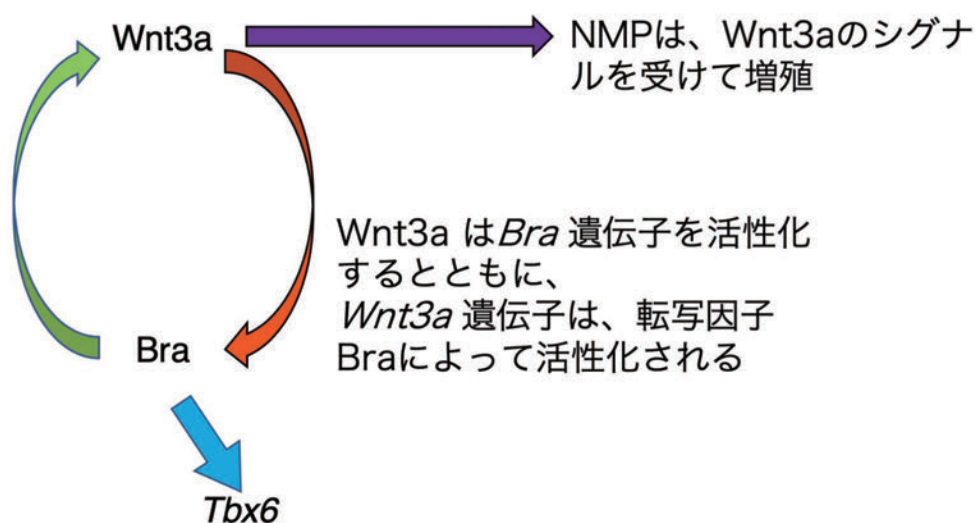 Wnt3a
NMPは、Wnt3aのシグナ
ルを受けて増殖
Wnt3a はBra 遺伝子を活性化
するとともに、
Wnt3a 遺伝子は、転写因子
Braによって活性化される
Bra
Tbx6